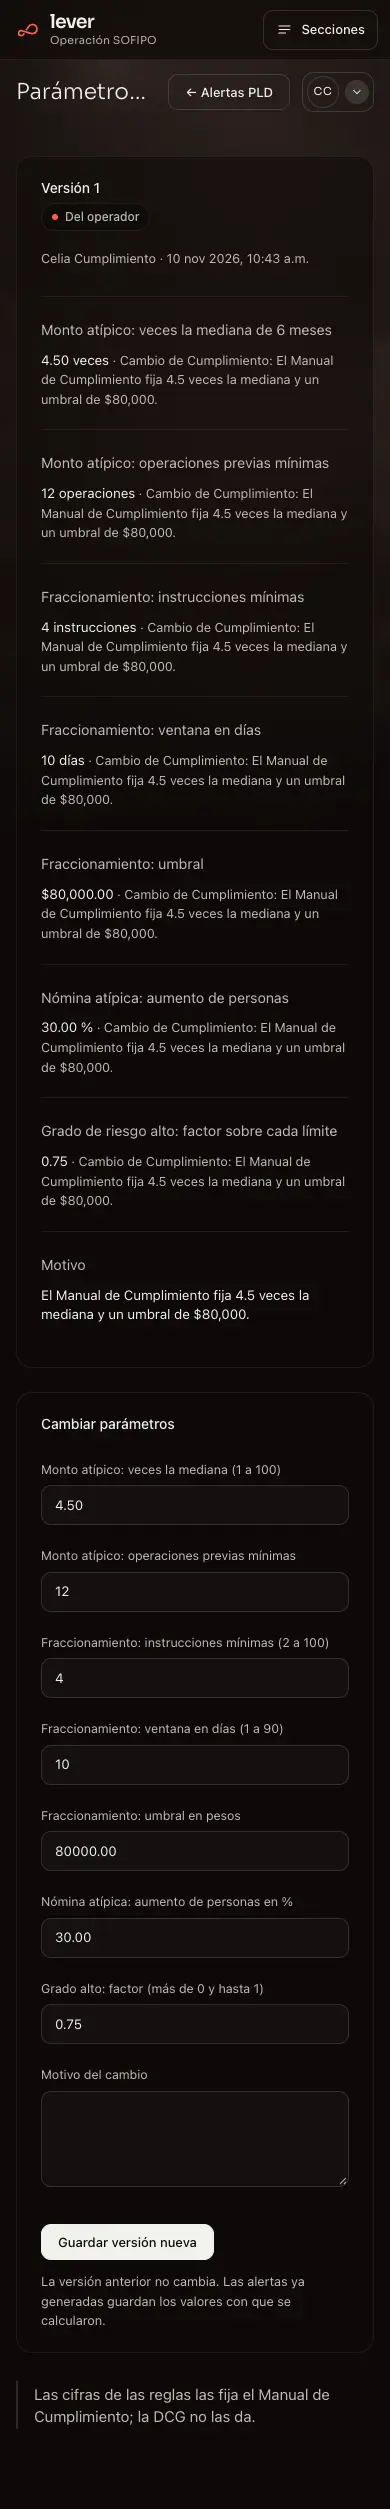 lever
Operación SOFIPO
Secciones
Parámetro...
← Alertas PLD
CC
Versión 1
Del operador
Celia Cumplimiento · 10 nov 2026, 10:43 a.m.
Monto atípico: veces la mediana de 6 meses
4.50 veces · Cambio de Cumplimiento: El Manual
de Cumplimiento fija 4.5 veces la mediana y un
umbral de $80,000.
Monto atípico: operaciones previas mínimas
12 operaciones · Cambio de Cumplimiento: El
Manual de Cumplimiento fija 4.5 veces la mediana y
un umbral de $80,000.
Fraccionamiento: instrucciones mínimas
4 instrucciones · Cambio de Cumplimiento: El
Manual de Cumplimiento fija 4.5 veces la mediana y
un umbral de $80,000.
Fraccionamiento: ventana en días
10 días · Cambio de Cumplimiento: El Manual de
Cumplimiento fija 4.5 veces la mediana y un umbral
de $80,000.
Fraccionamiento: umbral
$80,000.00 · Cambio de Cumplimiento: El Manual
de Cumplimiento fija 4.5 veces la mediana y un
umbral de $80,000.
Nómina atípica: aumento de personas
30.00 % · Cambio de Cumplimiento: El Manual de
Cumplimiento fija 4.5 veces la mediana y un umbral
de $80,000.
Grado de riesgo alto: factor sobre cada límite
0.75 · Cambio de Cumplimiento: El Manual de
Cumplimiento fija 4.5 veces la mediana y un umbral
de $80,000.
Motivo
El Manual de Cumplimiento fija 4.5 veces la
mediana y un umbral de $80,000.
Cambiar parámetros
Monto atípico: veces la mediana (1 a 100)
4.50
Monto atípico: operaciones previas mínimas
12
Fraccionamiento: instrucciones mínimas (2 a 100)
4
Fraccionamiento: ventana en días (1 a 90)
10
Fraccionamiento: umbral en pesos
80000.00
Nómina atípica: aumento de personas en %
30.00
Grado alto: factor (más de 0 y hasta 1)
0.75
Motivo del cambio
Guardar versión nueva
La versión anterior no cambia. Las alertas ya
generadas guardan los valores con que se
calcularon.
Las cifras de las reglas las fija el Manual de
Cumplimiento; la DCG no las da.